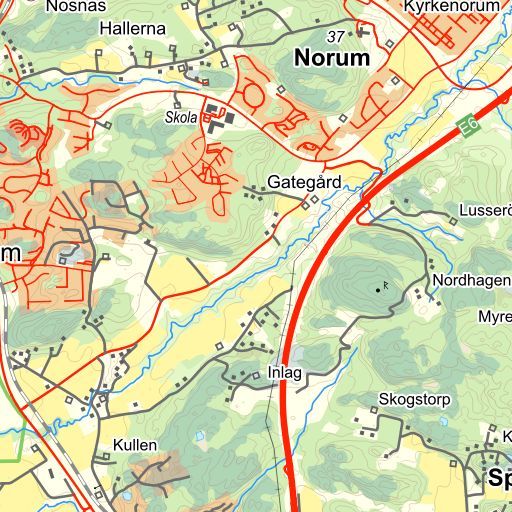 Nosnas
Kyrkenorum
Hallerna
37
Norum
Skola
E6
Gategård
Lusserö
m
Nordhagen
Myre
Inlag
Skogstorp
Kullen
K
Sp